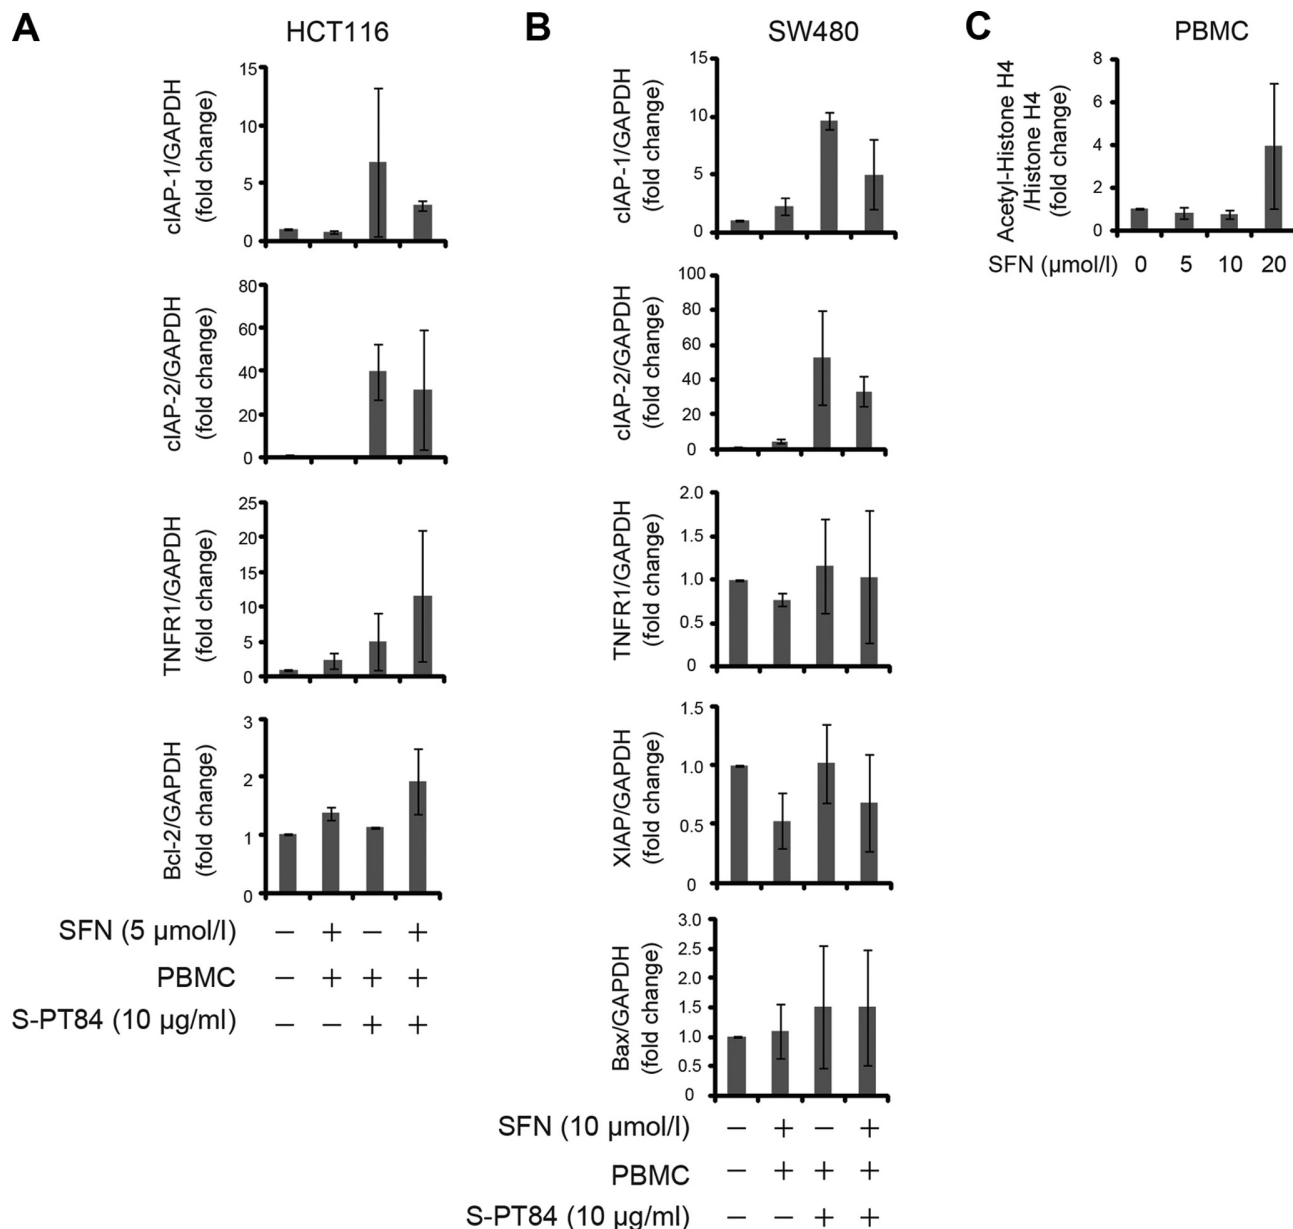 A
HCT116
cIAP-1/GAPDH
(fold change)
15
10
5
0
cIAP-2/GAPDH
(fold change)
80
60
40
20
0
TNFR1/GAPDH
(fold change)
25
20
15
10
5
0
Bcl-2/GAPDH
(fold change)
3
2
1
0
SFN (5 µmol/l) − + − +
PBMC − + + +
S-PT84 (10 µg/ml) − − + +
B
SW480
cIAP-1/GAPDH
(fold change)
15
10
5
0
cIAP-2/GAPDH
(fold change)
100
80
60
40
20
0
TNFR1/GAPDH
(fold change)
2.0
1.5
1.0
0.5
0
XIAP/GAPDH
(fold change)
1.5
1.0
0.5
0
Bax/GAPDH
(fold change)
3.0
2.5
2.0
1.5
1.0
0.5
0
SFN (10 µmol/l) − + − +
PBMC − + + +
S-PT84 (10 µg/ml) − − + +
C
PBMC
Acetyl-Histone H4
/Histone H4
(fold change)
8
6
4
2
0
SFN (µmol/l) 0 5 10 20